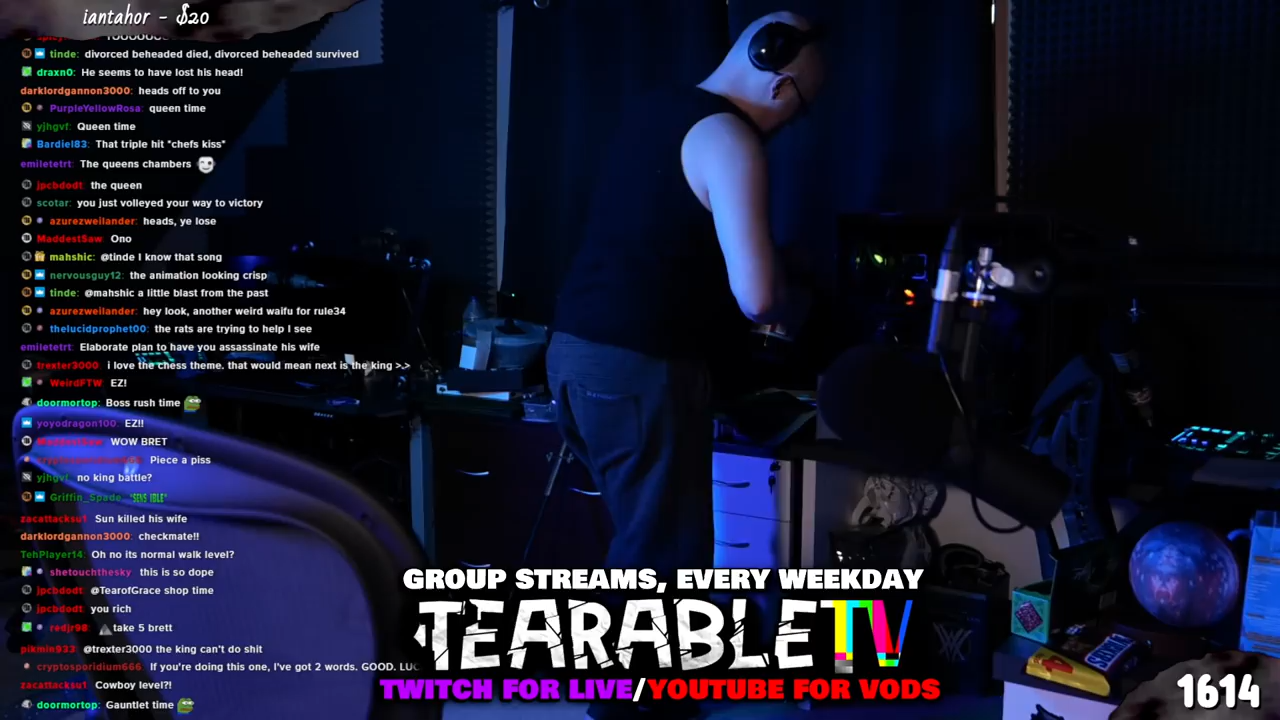 iantahor - $20
tinde: divorced beheaded died, divorced beheaded survived
draxn0: He seems to have lost his head!
darklordgannon3000: heads off to you
PurpleYellowRosa: queen time
yjhgvf: Queen time
Bardiel83: That triple hit *chefs kiss*
emiletetrt: The queens chambers
jpcbdodt: the queen
scotar: you just volleyed your way to victory
azurezweilander: heads, ye lose
MaddestSaw: Ono
mahshic: @tinde I know that song
nervousguy12: the animation looking crisp
tinde: @mahshic a little blast from the past
azurezweilander: hey look, another weird waifu for rule34
thelucidprophet00: the rats are trying to help I see
emiletetrt: Elaborate plan to have you assassinate his wife
trexter3000: i love the chess theme. that would mean next is the king >.>
WeirdFTW: EZ!
doormortop: Boss rush time
yoyodragon100: EZ!!
MaddestSaw: WOW BRET
Piece a piss
yjhgvf: no king battle?
Griffin_Spade: *SENS IBLE*
zacattacksu1: Sun killed his wife
darklordgannon3000: checkmate!!
TehPlayer14: Oh no its normal walk level?
shetouchthesky: this is so dope
jpcbdodt: @TearofGrace shop time
jpcbdodt: you rich
redjr98: take 5 brett
pikmin933: @trexter3000 the king can't do shit
cryptosporidium666: If you're doing this one, I've got 2 words. GOOD. LUC
zacattacksu1: Cowboy level?!
doormortop: Gauntlet time
GROUP STREAMS, EVERY WEEKDAY
TEARABLETV
TWITCH FOR LIVE/YOUTUBE FOR VODS
1614